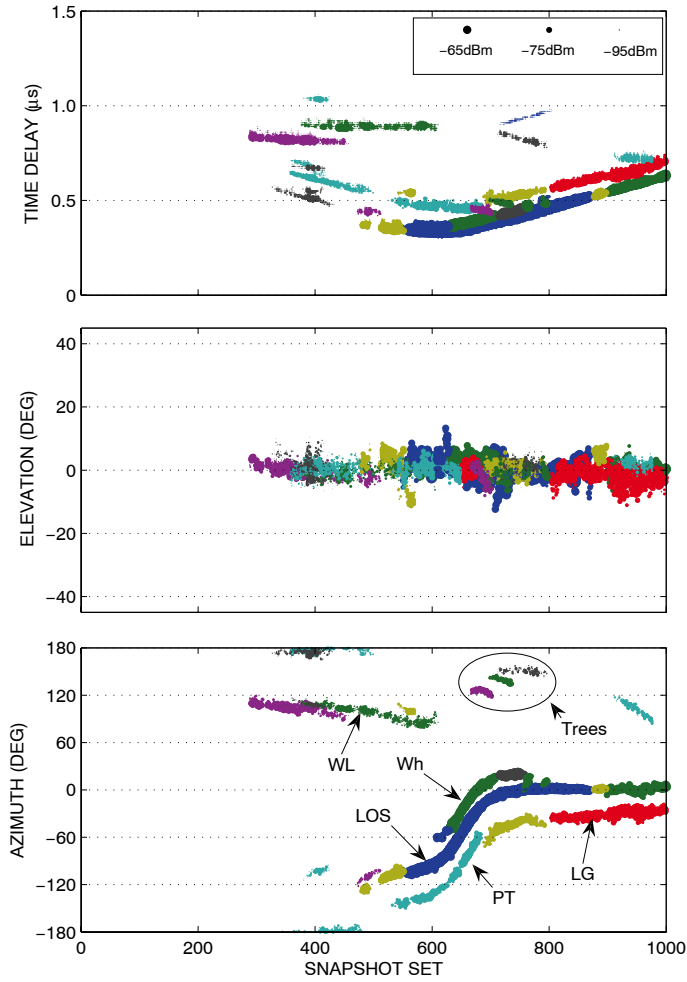 1.5
1.0
0.5
0
TIME DELAY (μs)
−65dBm
−75dBm
−95dBm
40
20
0
−20
−40
ELEVATION (DEG)
180
120
60
0
−60
−120
−180
AZIMUTH (DEG)
WL
Wh
LOS
PT
LG
Trees
0
200
400
600
800
1000
SNAPSHOT SET